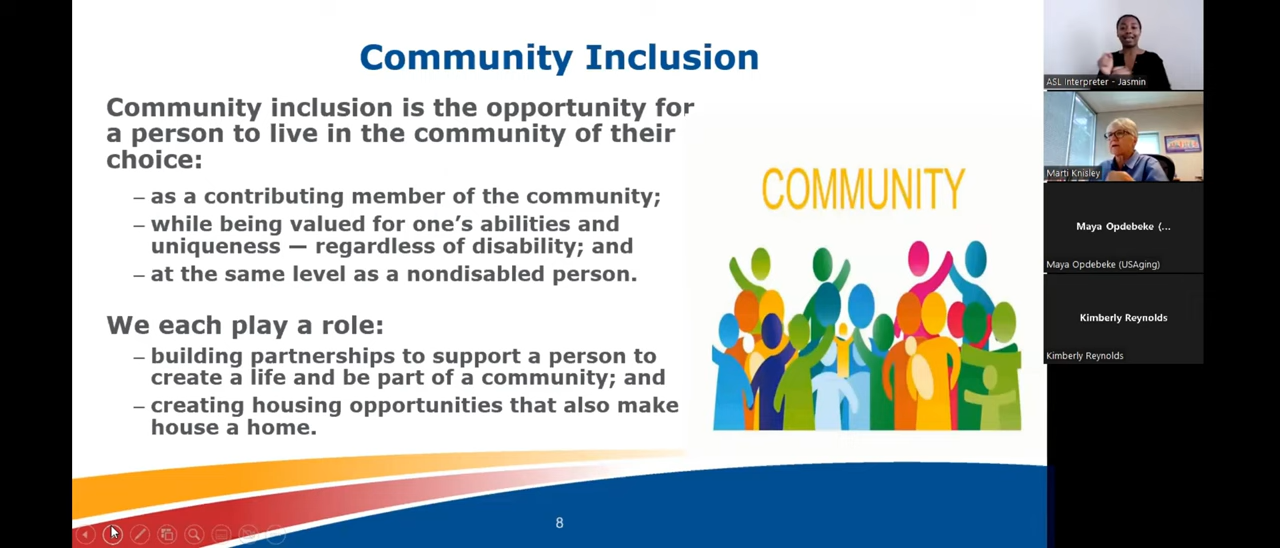 Community Inclusion
Community inclusion is the opportunity for
a person to live in the community of their
choice:
– as a contributing member of the community;
– while being valued for one's abilities and
uniqueness — regardless of disability; and
– at the same level as a nondisabled person.
We each play a role:
– building partnerships to support a person to
create a life and be part of a community; and
– creating housing opportunities that also make
house a home.
COMMUNITY
8
ASL Interpreter - Jasmin
Marti Knisley
Maya Opdebeke (...
Maya Opdebeke (USAging)
Kimberly Reynolds
Kimberly Reynolds